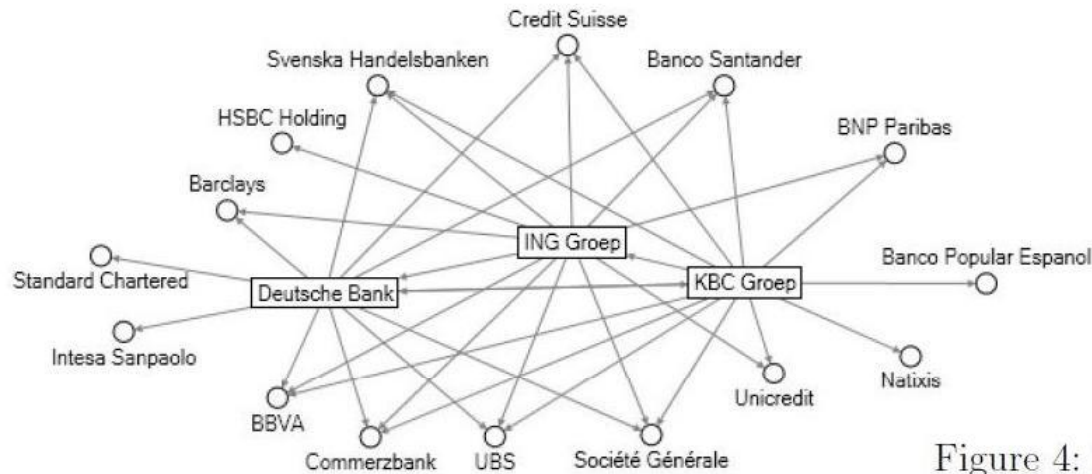 Credit Suisse
Svenska Handelsbanken
Banco Santander
HSBC Holding
BNP Paribas
Barclays
ING Groep
Standard Chartered
Banco Popular Espanol
Deutsche Bank
KBC Groep
Intesa Sanpaolo
Natixis
Unicredit
BBVA
Commerzbank
UBS
Société Générale
Figure 4: